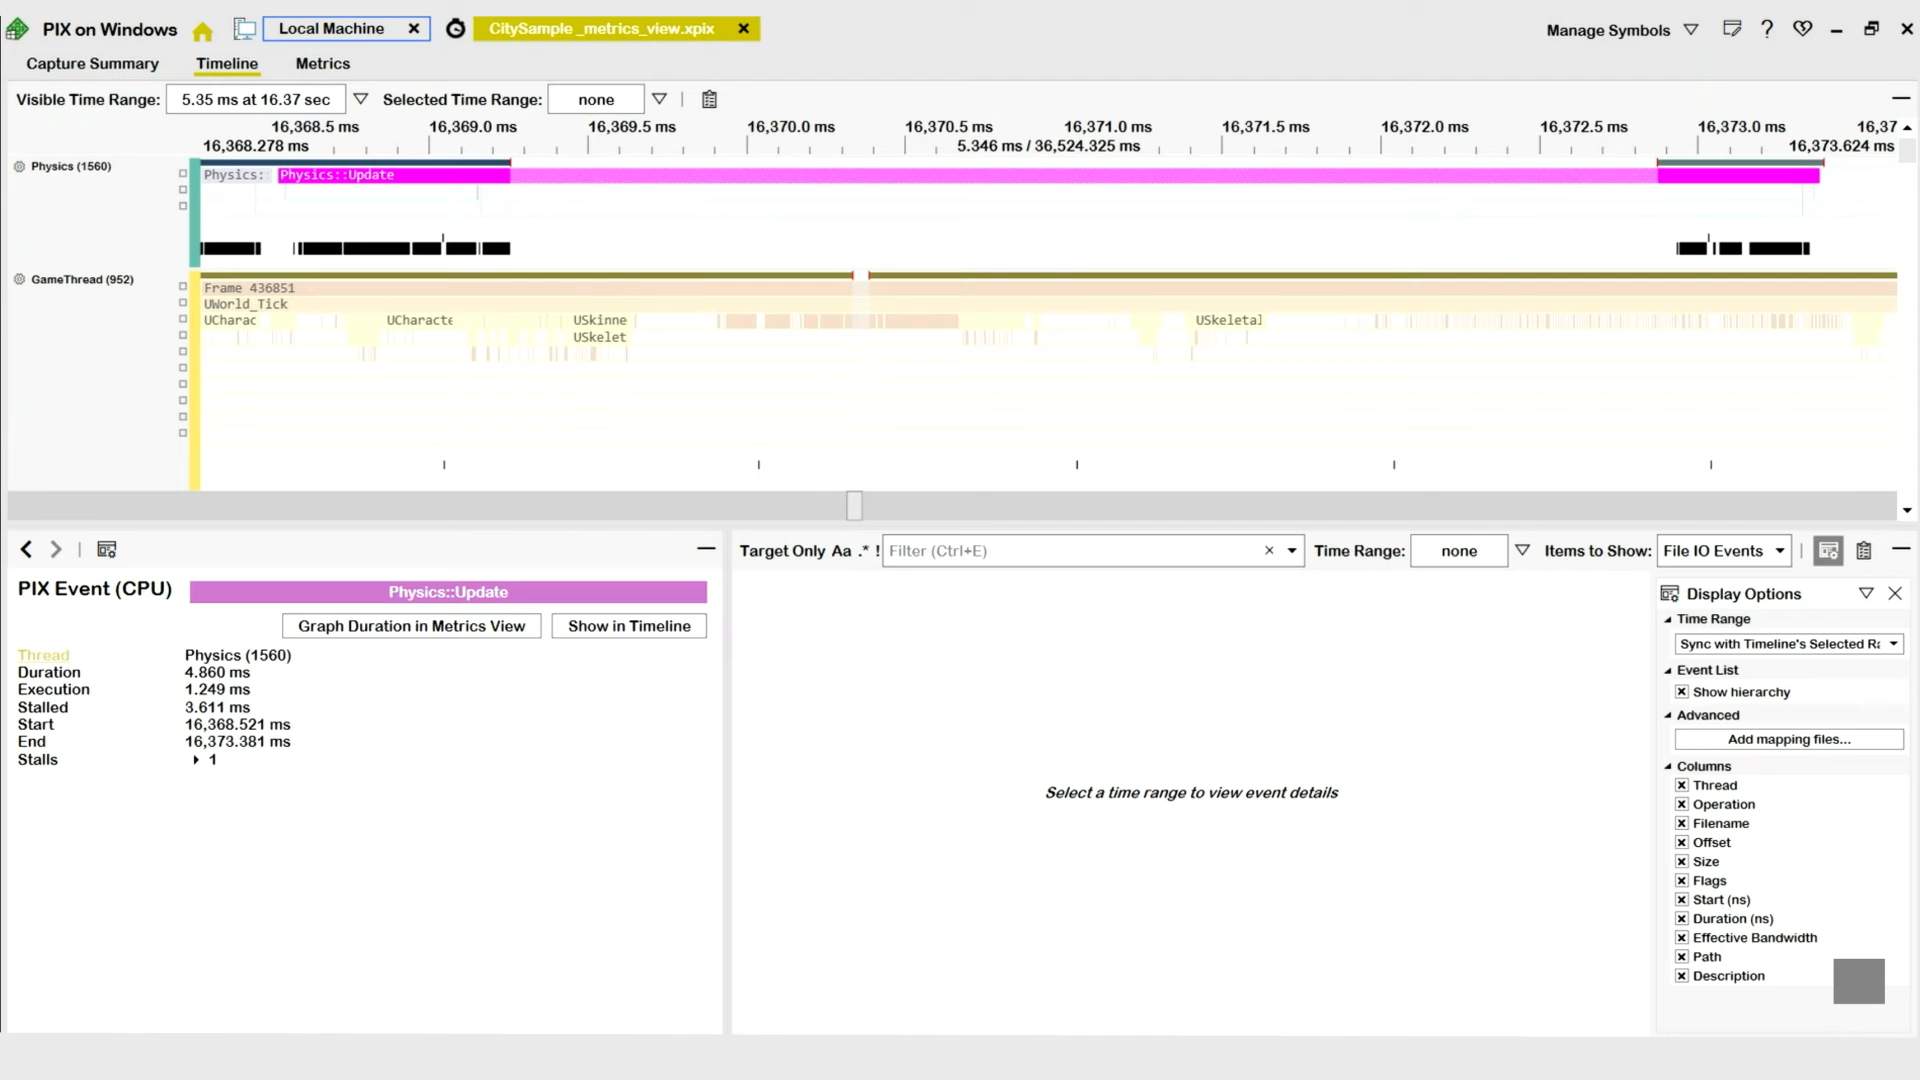 PIX on Windows
Local Machine
CitySample _metrics_view.xpix
Manage Symbols
Capture Summary
Timeline
Metrics
Visible Time Range:
5.35 ms at 16.37 sec
Selected Time Range:
none
16,368.5 ms
16,369.0 ms
16,369.5 ms
16,370.0 ms
16,370.5 ms
16,371.0 ms
16,371.5 ms
16,372.0 ms
16,372.5 ms
16,373.0 ms
16,37
16,368.278 ms
5.346 ms / 36,524.325 ms
16,373.624 ms
Physics (1560)
Physics:
Physics::Update
GameThread (952)
Frame 436851
UWorld_Tick
UCharac
UCharacte
USkinne
USkeletal
USkelet
Target Only Aa .* !
Filter (Ctrl+E)
Time Range:
none
Items to Show:
File IO Events
PIX Event (CPU)
Physics::Update
Graph Duration in Metrics View
Show in Timeline
Thread Physics (1560)
Duration 4.860 ms
Execution 1.249 ms
Stalled 3.611 ms
Start 16,368.521 ms
End 16,373.381 ms
Stalls 1
Select a time range to view event details
Display Options
Time Range
Sync with Timeline's Selected Ra
Event List
Show hierarchy
Advanced
Add mapping files...
Columns
Thread
Operation
Filename
Offset
Size
Flags
Start (ns)
Duration (ns)
Effective Bandwidth
Path
Description